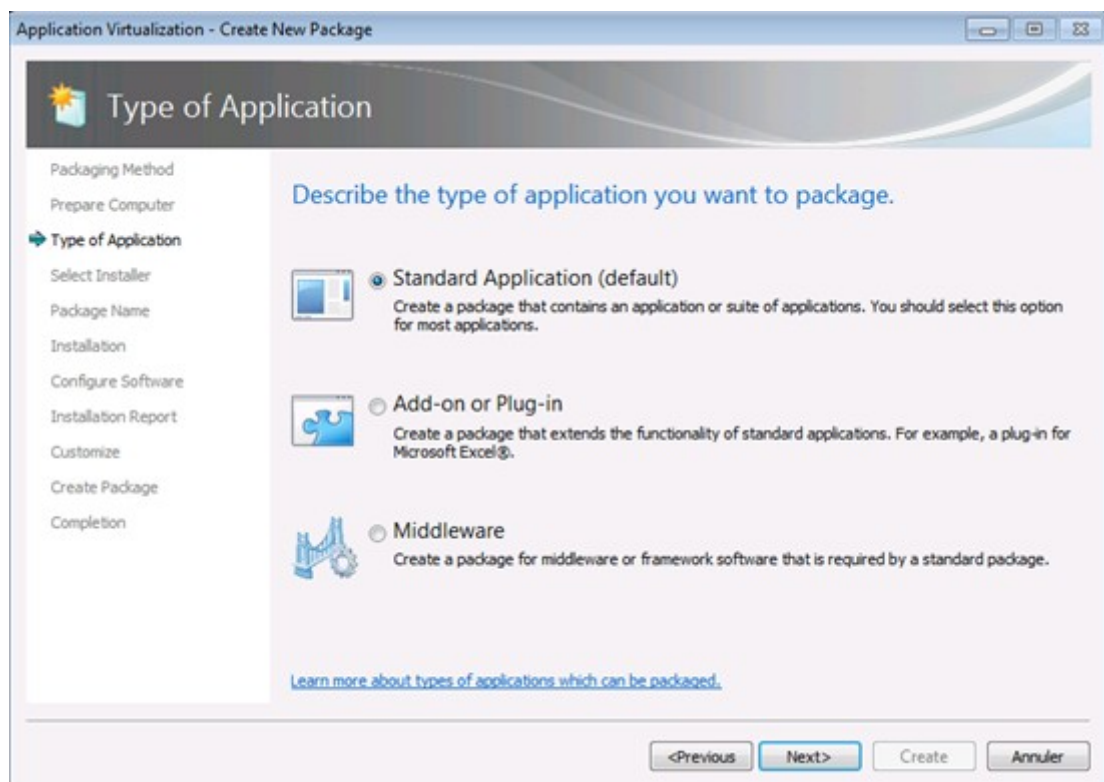 Application Virtualization - Create New Package
Type of Application
Packaging Method
Prepare Computer
Type of Application
Select Installer
Package Name
Installation
Configure Software
Installation Report
Customize
Create Package
Completion
Describe the type of application you want to package.
Standard Application (default)
Create a package that contains an application or suite of applications. You should select this option
for most applications.
Add-on or Plug-in
Create a package that extends the functionality of standard applications. For example, a plug-in for
Microsoft Excel®.
Middleware
Create a package for middleware or framework software that is required by a standard package.
Learn more about types of applications which can be packaged.
<Previous
Next>
Create
Annuler